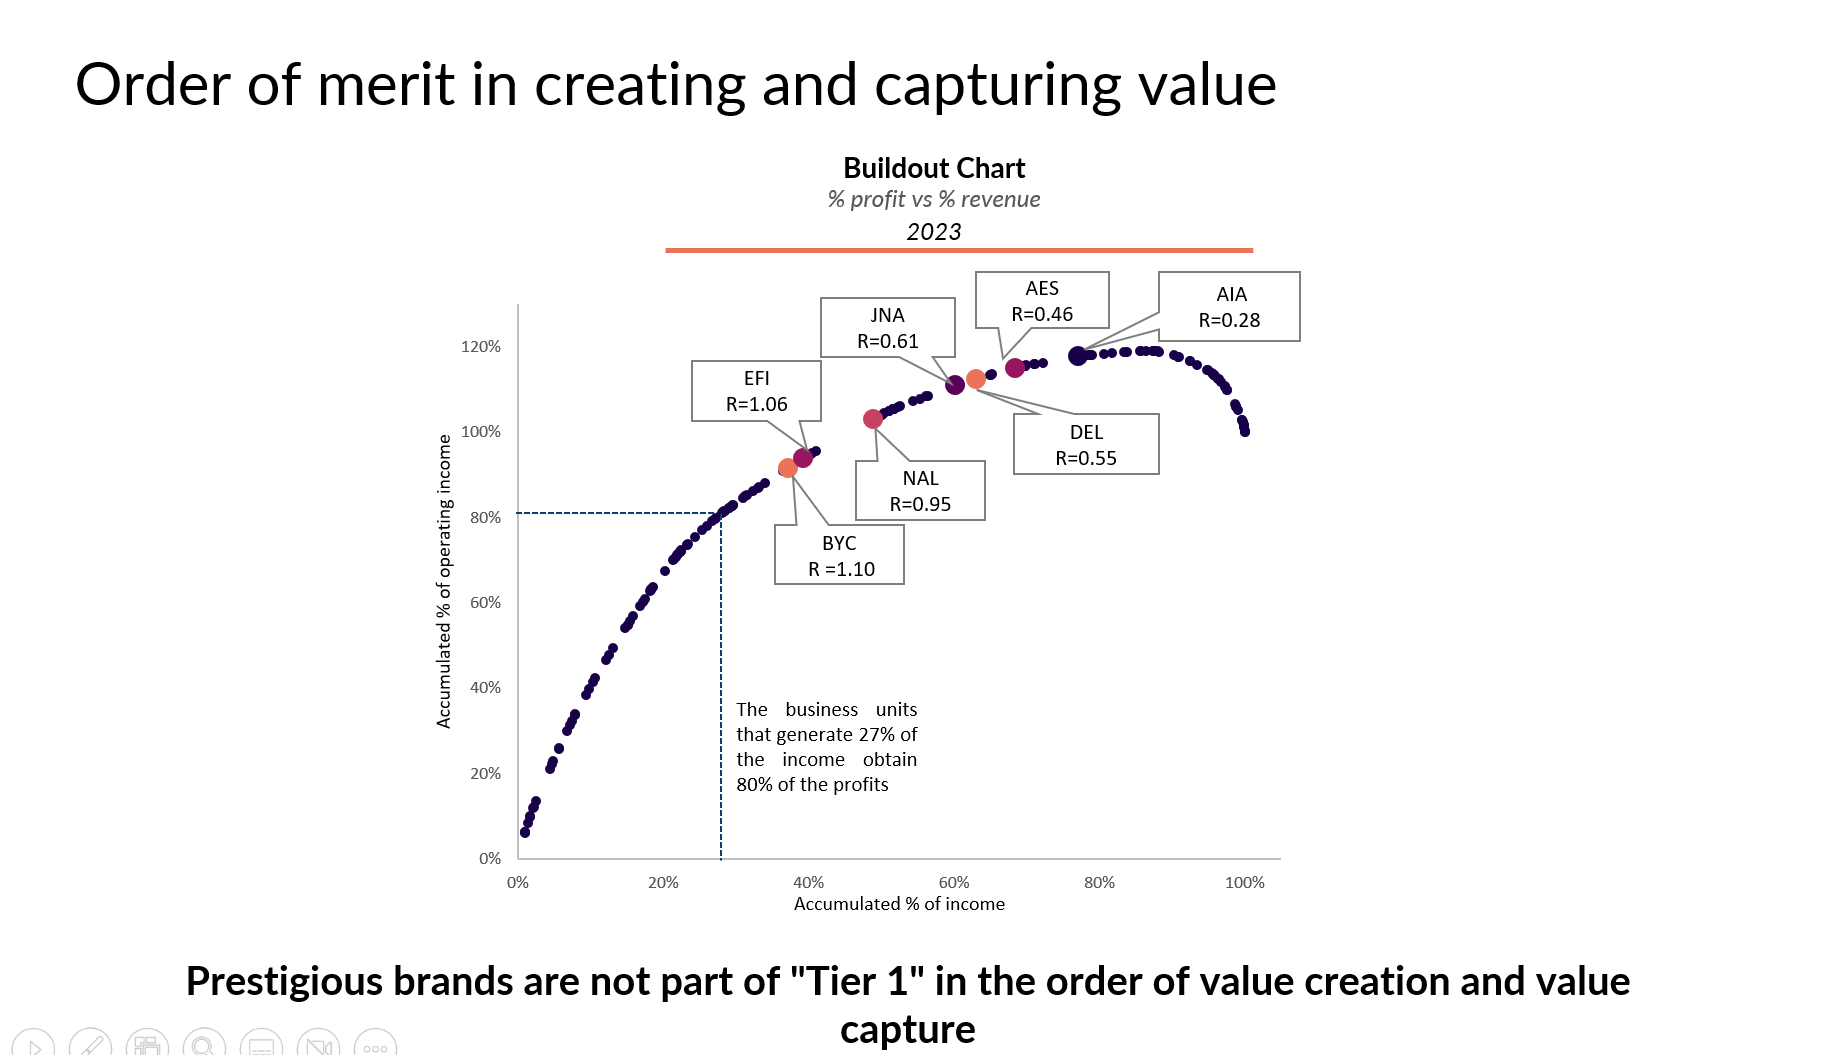 Order of merit in creating and capturing value
Buildout Chart
% profit vs % revenue
2023
AES
R=0.46
AIA
R=0.28
JNA
R=0.61
EFI
R=1.06
DEL
R=0.55
NAL
R=0.95
BYC
R =1.10
Accumulated % of operating income
120%
100%
80%
60%
40%
20%
0%
The business units
that generate 27% of
the income obtain
80% of the profits
0%
20%
40%
60%
80%
100%
Accumulated % of income
Prestigious brands are not part of "Tier 1" in the order of value creation and value
capture